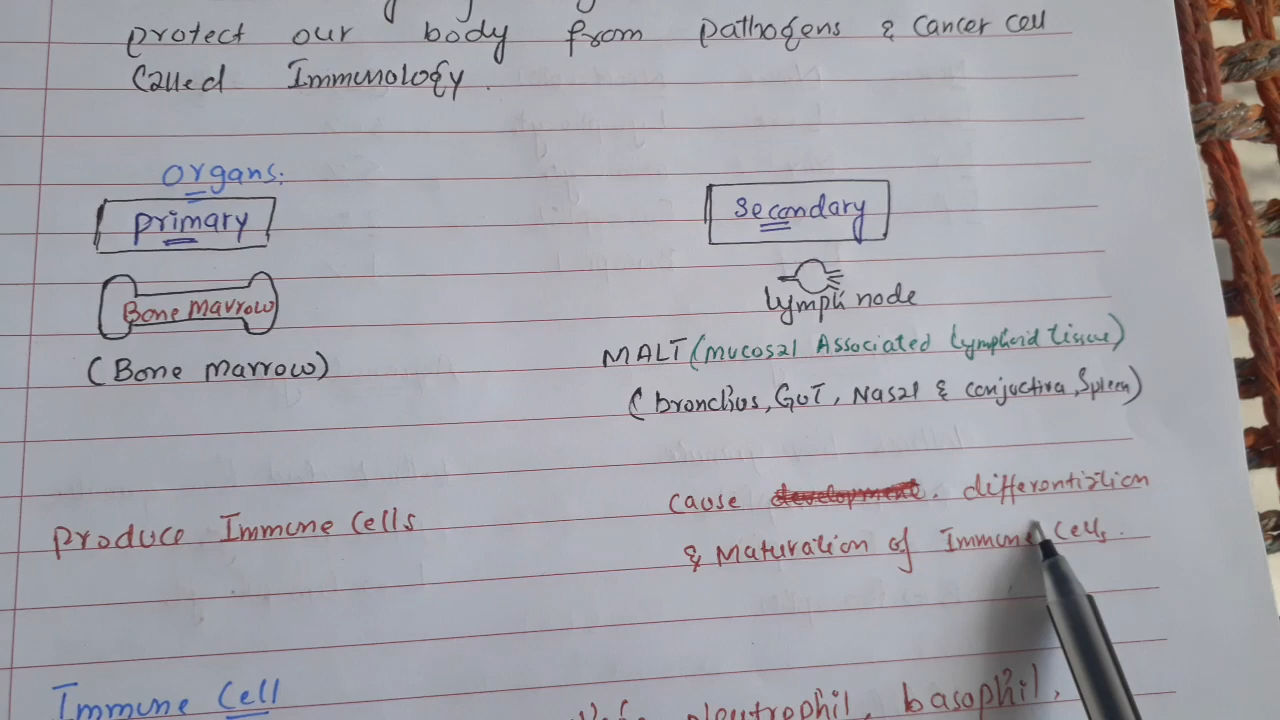 protect our body from pathogens & cancer cell
called Immunology.
Organs:
Primary
Secondary
Bone marrow
Lymph node
(Bone marrow)
MALT (Mucosal Associated Lymphoid tissue)
(bronchus, GUT, Nasal & conjuctiva, Spleen)
Produce Immune Cells
cause development. differentiation
& Maturation of Immune Cells.
Immune Cell
Neutrophil, basophil,